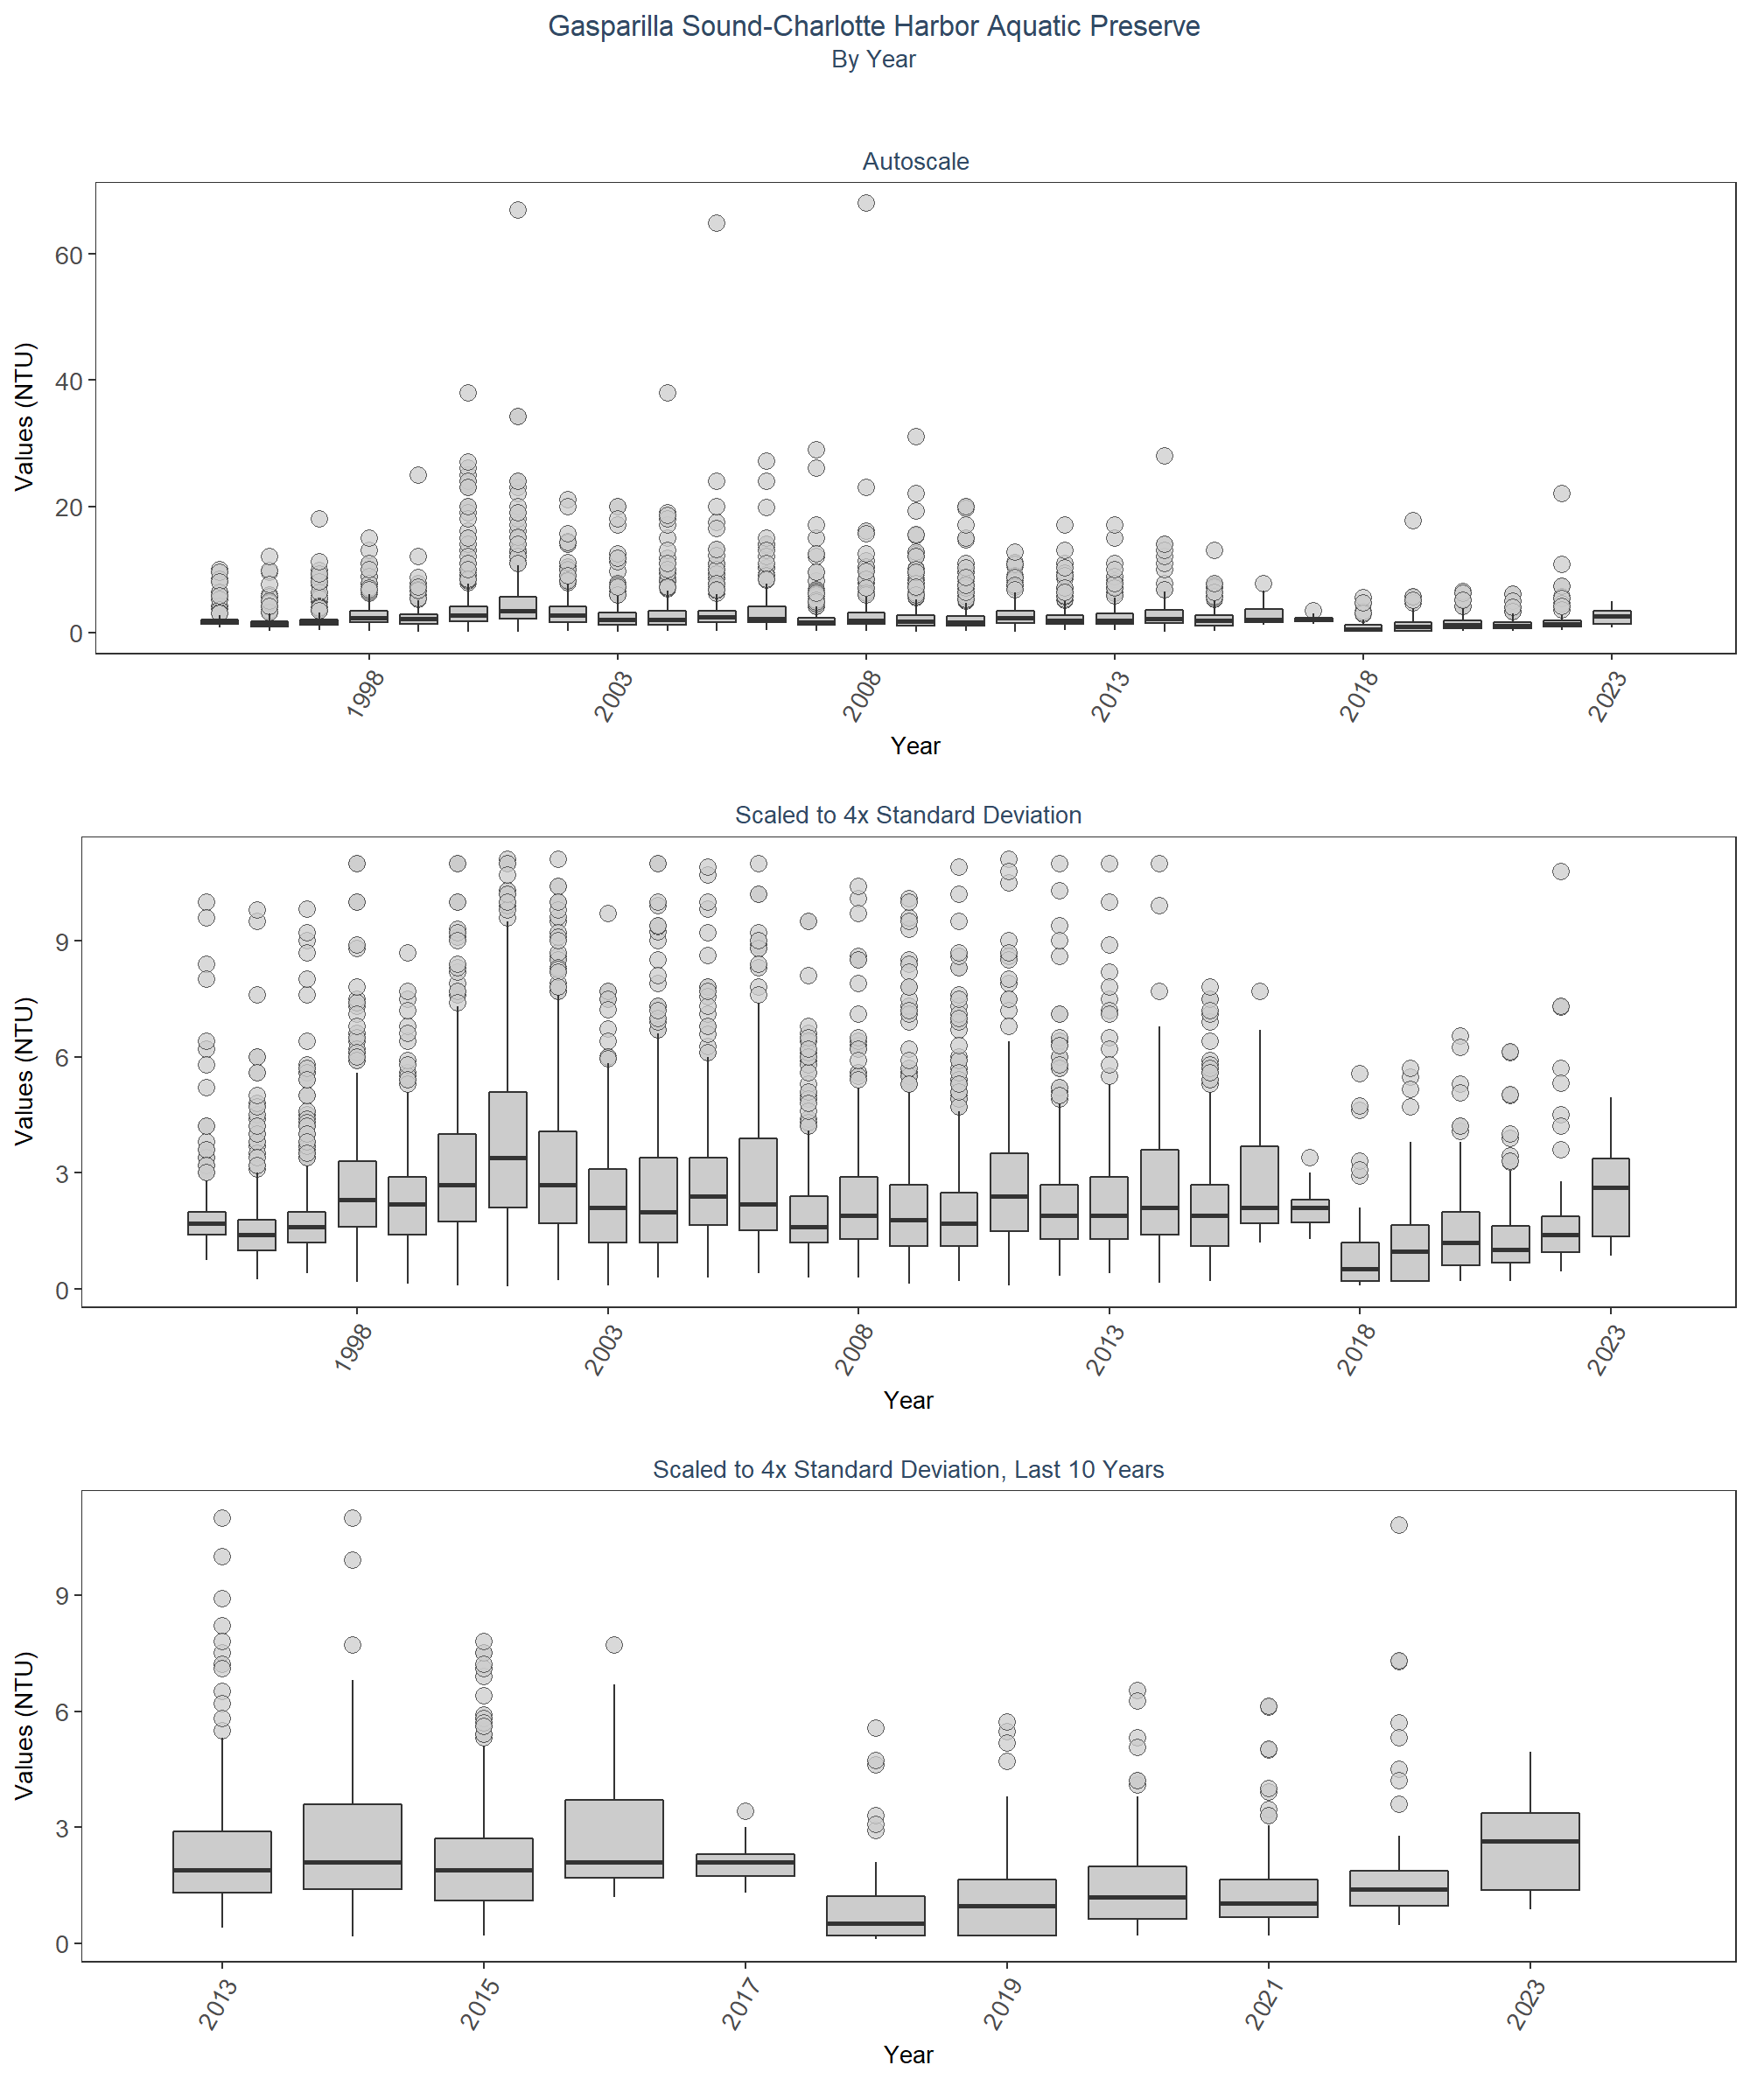 Gasparilla Sound-Charlotte Harbor Aquatic Preserve
By Year
Autoscale
Values (NTU)
60
40
20
0
1998
2003
2008
2013
2018
2023
Year
Scaled to 4x Standard Deviation
Values (NTU)
9
6
3
0
1998
2003
2008
2013
2018
2023
Year
Scaled to 4x Standard Deviation, Last 10 Years
Values (NTU)
9
6
3
0
2013
2015
2017
2019
2021
2023
Year